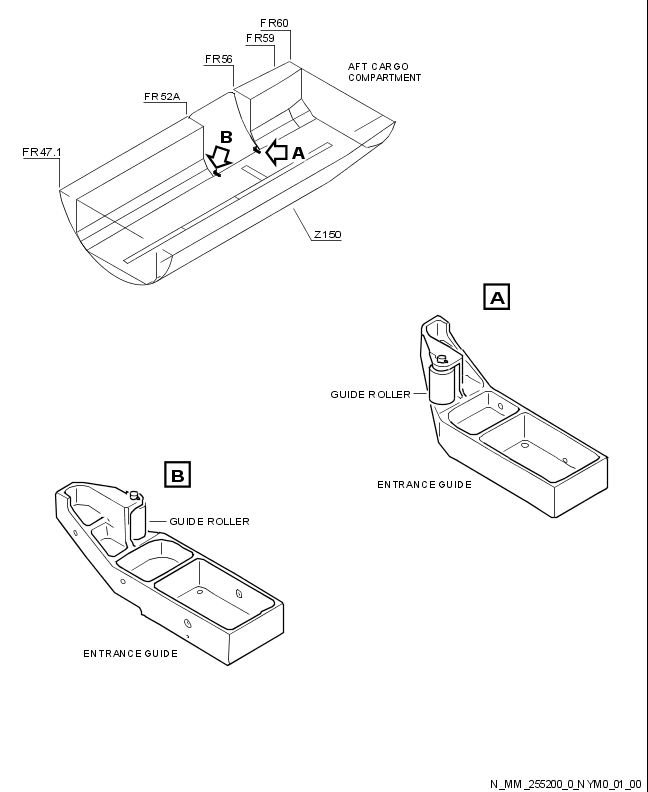 FR60
FR59
FR56
AFT CARGO
COMPARTMENT
FR52A
B
A
FR47.1
Z150
A
GUIDE ROLLER
ENTRANCE GUIDE
B
GUIDE ROLLER
ENTRANCE GUIDE
N_MM_255200_0_NYM0_01_00